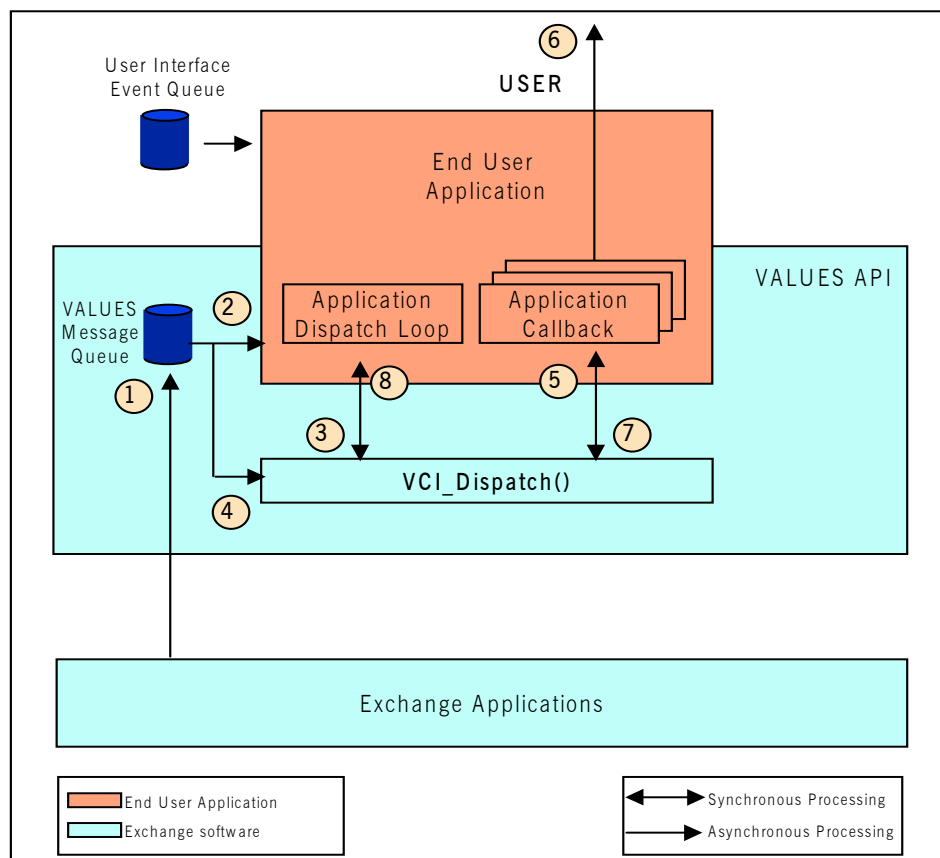 6
USER
User Interface
Event Queue
End User
Application
VALUES API
VALUES
Message
Queue
2
Application
Dispatch Loop
Application
Callback
1
8
5
3
7
4
VCI_Dispatch()
Exchange Applications
End User Application
Exchange software
Synchronous Processing
Asynchronous Processing